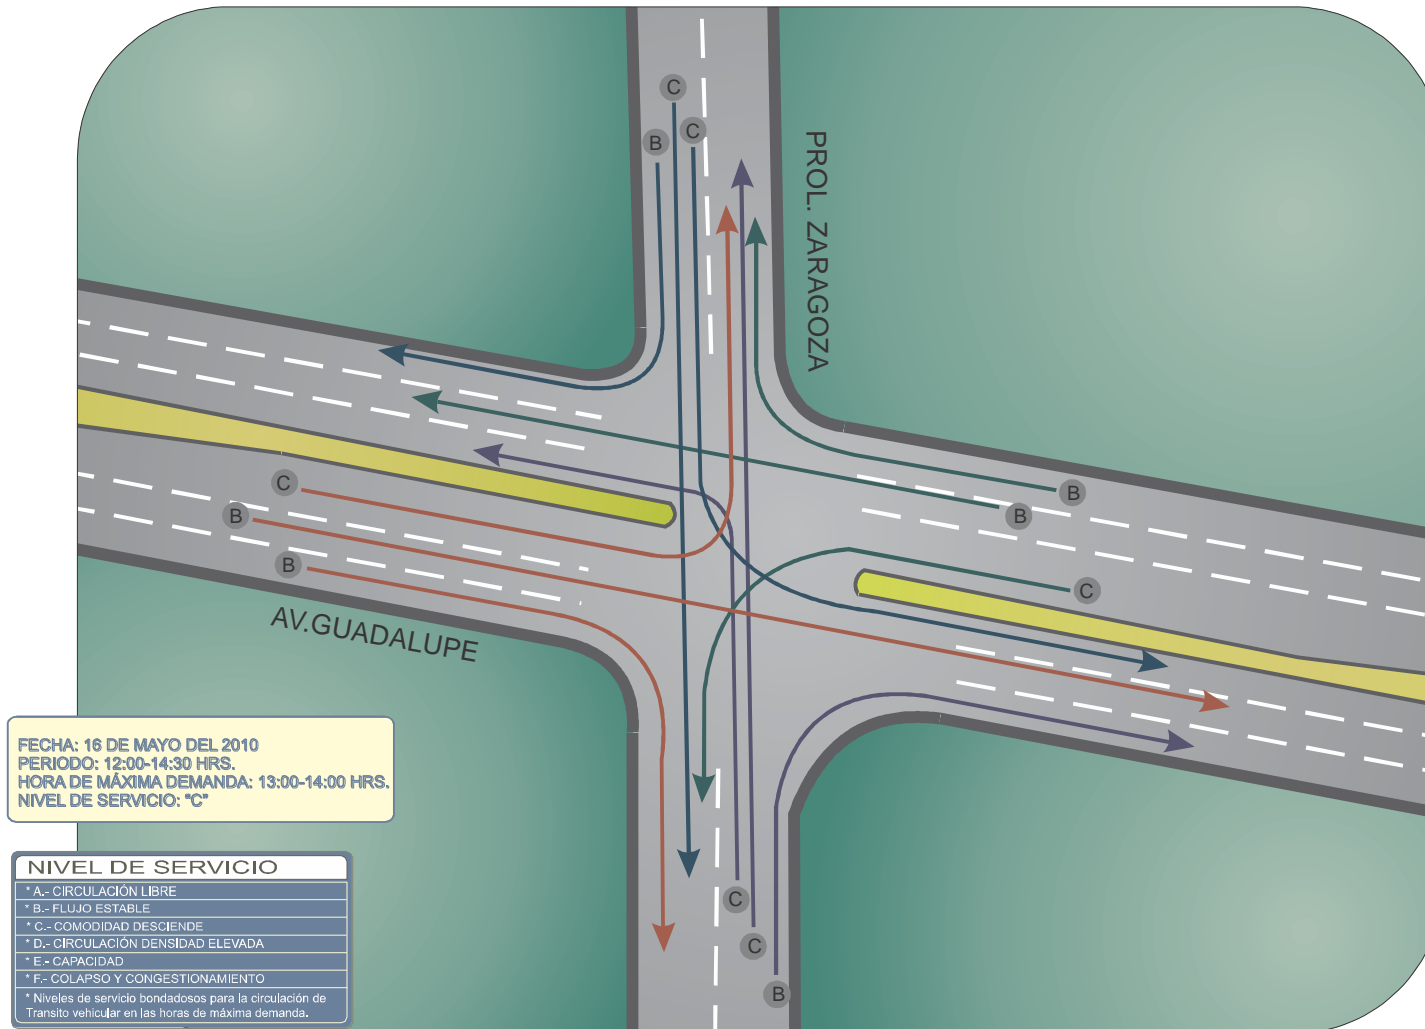 C
C
B
PROL. ZARAGOZA
C
B
B
B
B
C
AV.GUADALUPE
FECHA: 16 DE MAYO DEL 2010
PERIODO: 12:00-14:30 HRS.
HORA DE MÁXIMA DEMANDA: 13:00-14:00 HRS.
NIVEL DE SERVICIO: "C"
C
C
B
NIVEL DE SERVICIO
* A.- CIRCULACIÓN LIBRE
* B.- FLUJO ESTABLE
* C.- COMODIDAD DESCIENDE
* D.- CIRCULACIÓN DENSIDAD ELEVADA
* E.- CAPACIDAD
* F.- COLAPSO Y CONGESTIONAMIENTO
* Niveles de servicio bondadosos para la circulación de
Transito vehicular en las horas de máxima demanda.